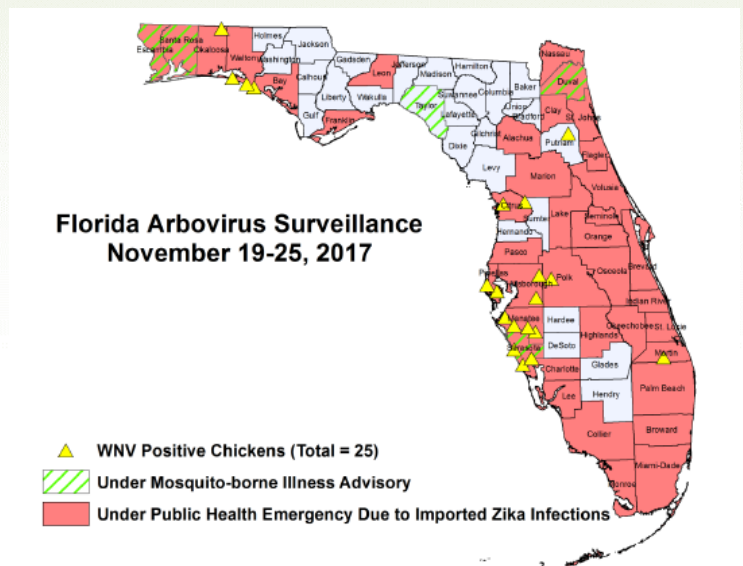 Holmes
Jackson
Santa Rosa
Escambia
Okaloosa
Walton
Washington
Bay
Calhoun
Gadsden
Leon
Jefferson
Madison
Hamilton
Liberty
Wakulla
Gulf
Franklin
Taylor
Suwannee
Columbia
Baker
Nassau
Duval
Lafayette
Union
Bradford
Clay
St. Johns
Dixie
Gilchrist
Alachua
Putnam
Flagler
Levy
Marion
Volusia
Citrus
Sumter
Lake
Seminole
Hernando
Orange
Pasco
Florida Arbovirus Surveillance
November 19-25, 2017
Pinellas
Hillsborough
Polk
Osceola
Brevard
Indian River
Manatee
Hardee
Highlands
Okeechobee
St. Lucie
Sarasota
DeSoto
Martin
Charlotte
Glades
Lee
Hendry
Palm Beach
Collier
Broward
Monroe
Miami-Dade
WNV Positive Chickens (Total = 25)
Under Mosquito-borne Illness Advisory
Under Public Health Emergency Due to Imported Zika Infections